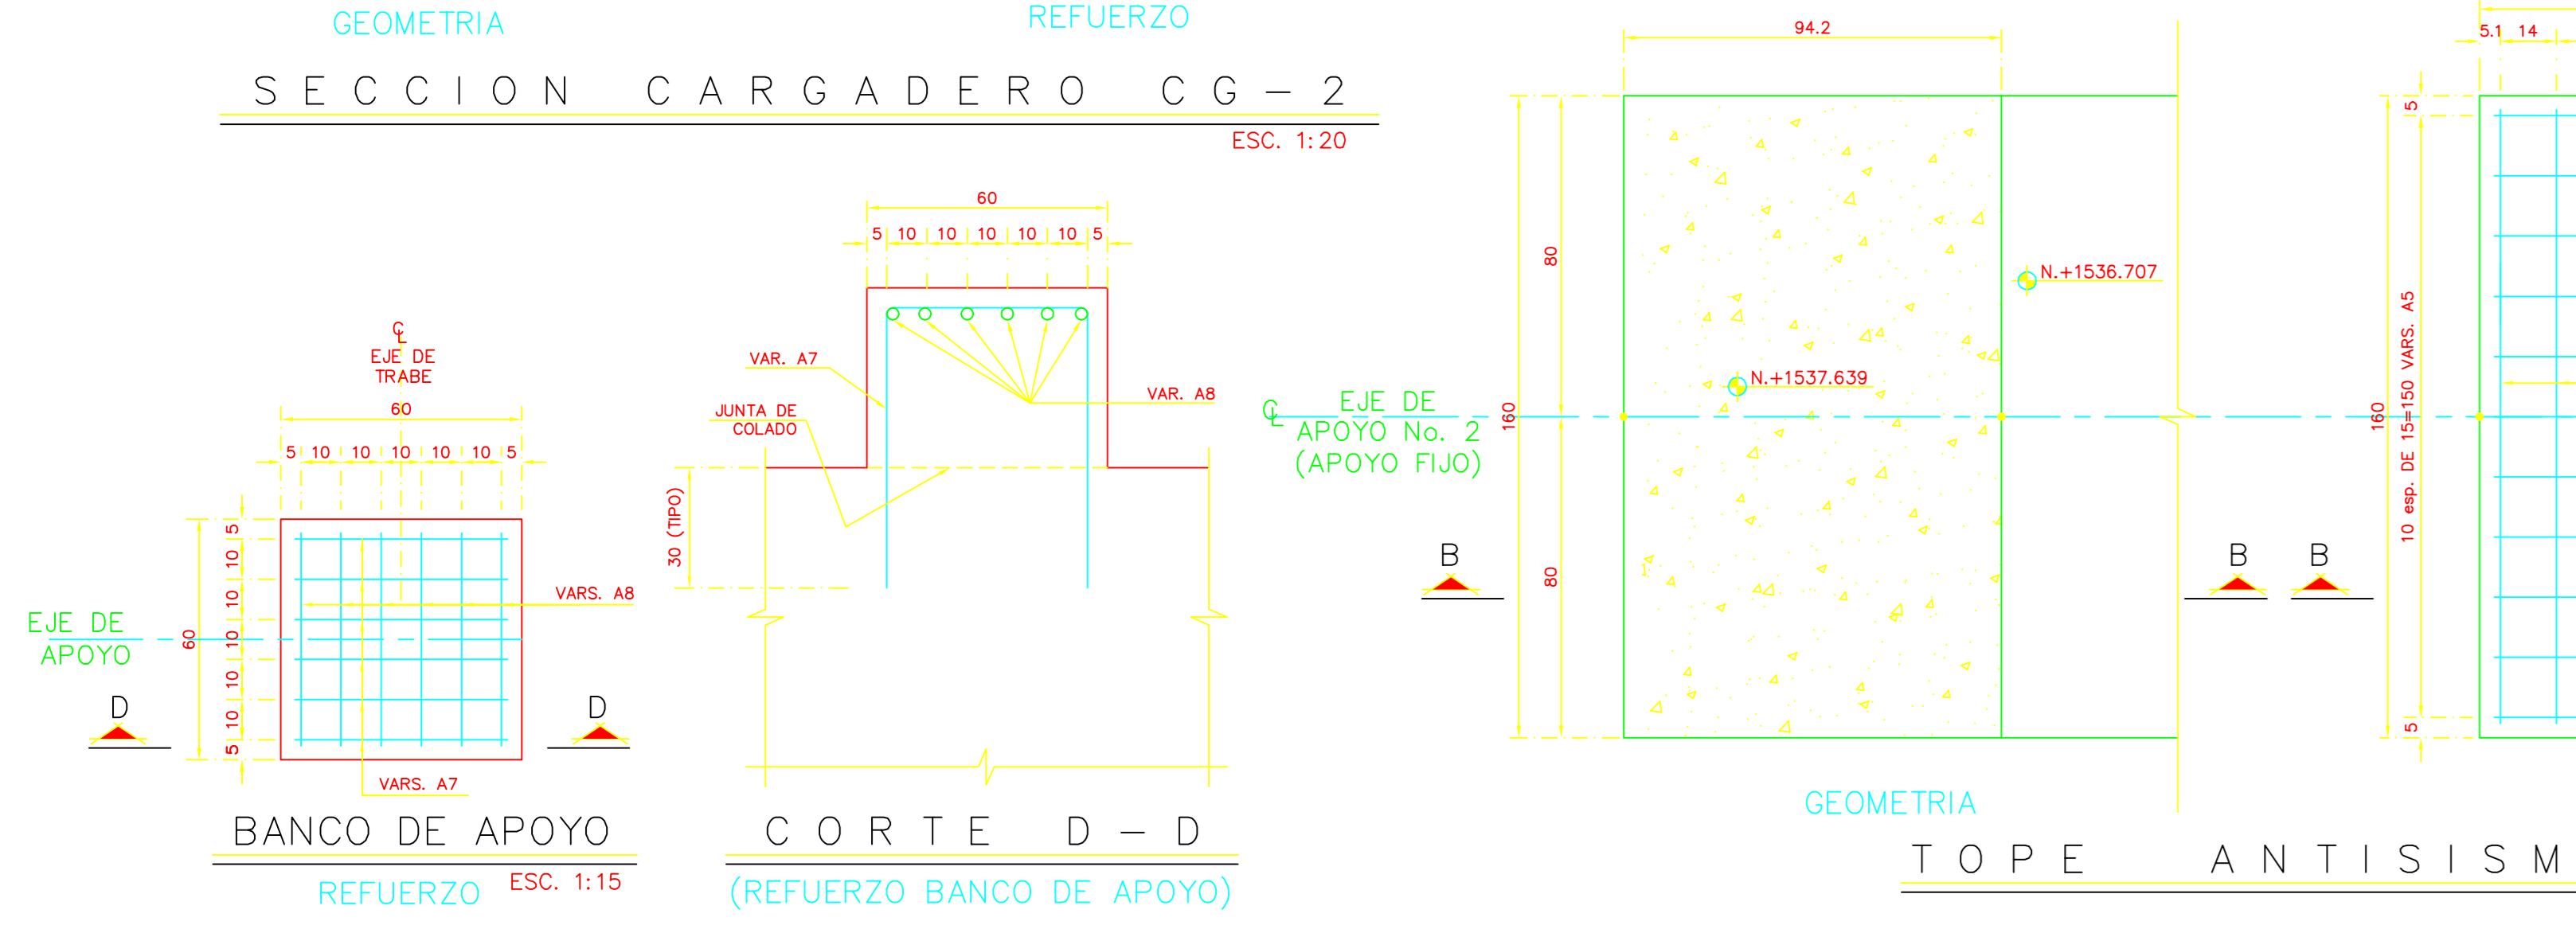 GEOMETRIA
REFUERZO
SECCION CARGADERO CG-2
ESC. 1:20
℄
EJE DE
TRABE
60
5 10 10 10 10 10 5
60
5
10
10
10
10
10
5
VARS. A8
VARS. A7
EJE DE
APOYO
D
D
BANCO DE APOYO
REFUERZO
ESC. 1:15
60
5 10 10 10 10 10 5
VAR. A7
VAR. A8
JUNTA DE
COLADO
30 (TIPO)
CORTE D-D
(REFUERZO BANCO DE APOYO)
94.2
80
160
80
N.+1536.707
N.+1537.639
℄
EJE DE
APOYO No. 2
(APOYO FIJO)
B
B
GEOMETRIA
B
5.1 14
5
160
10 esp. DE 15=150 VARS. A5
5
TOPE ANTISISM